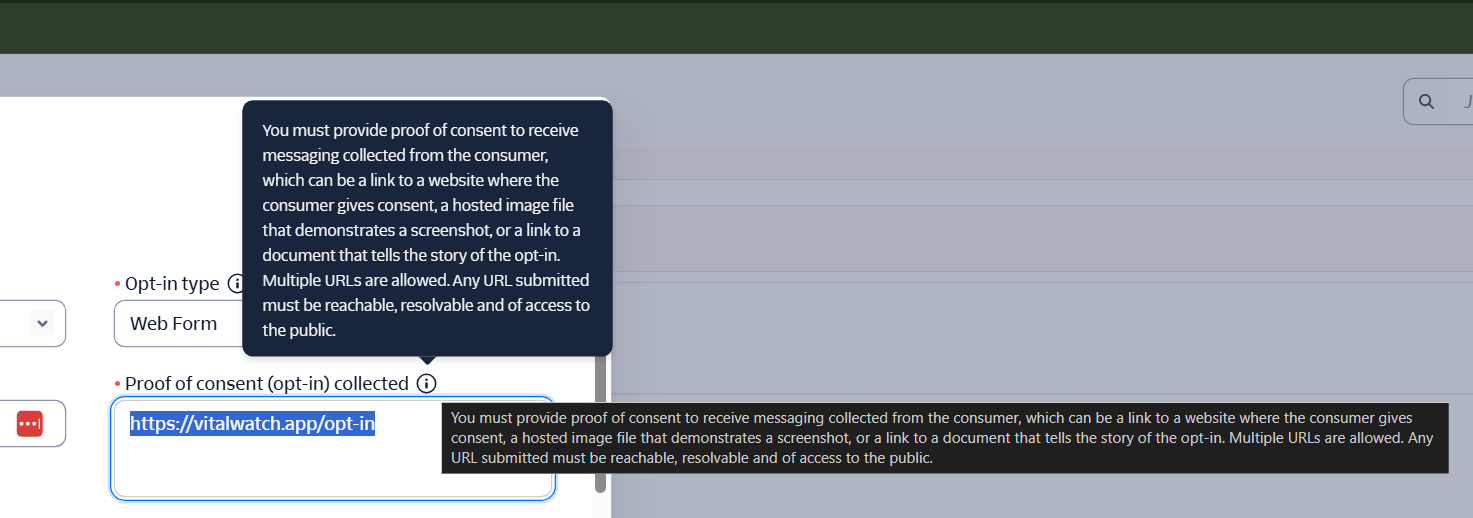 You must provide proof of consent to receive
messaging collected from the consumer,
which can be a link to a website where the
consumer gives consent, a hosted image file
that demonstrates a screenshot, or a link to a
document that tells the story of the opt-in.
Multiple URLs are allowed. Any URL submitted
must be reachable, resolvable and of access to
the public.
Opt-in type
Web Form
Proof of consent (opt-in) collected
https://vitalwatch.app/opt-in
You must provide proof of consent to receive messaging collected from the consumer, which can be a link to a website where the consumer gives
consent, a hosted image file that demonstrates a screenshot, or a link to a document that tells the story of the opt-in. Multiple URLs are allowed. Any
URL submitted must be reachable, resolvable and of access to the public.